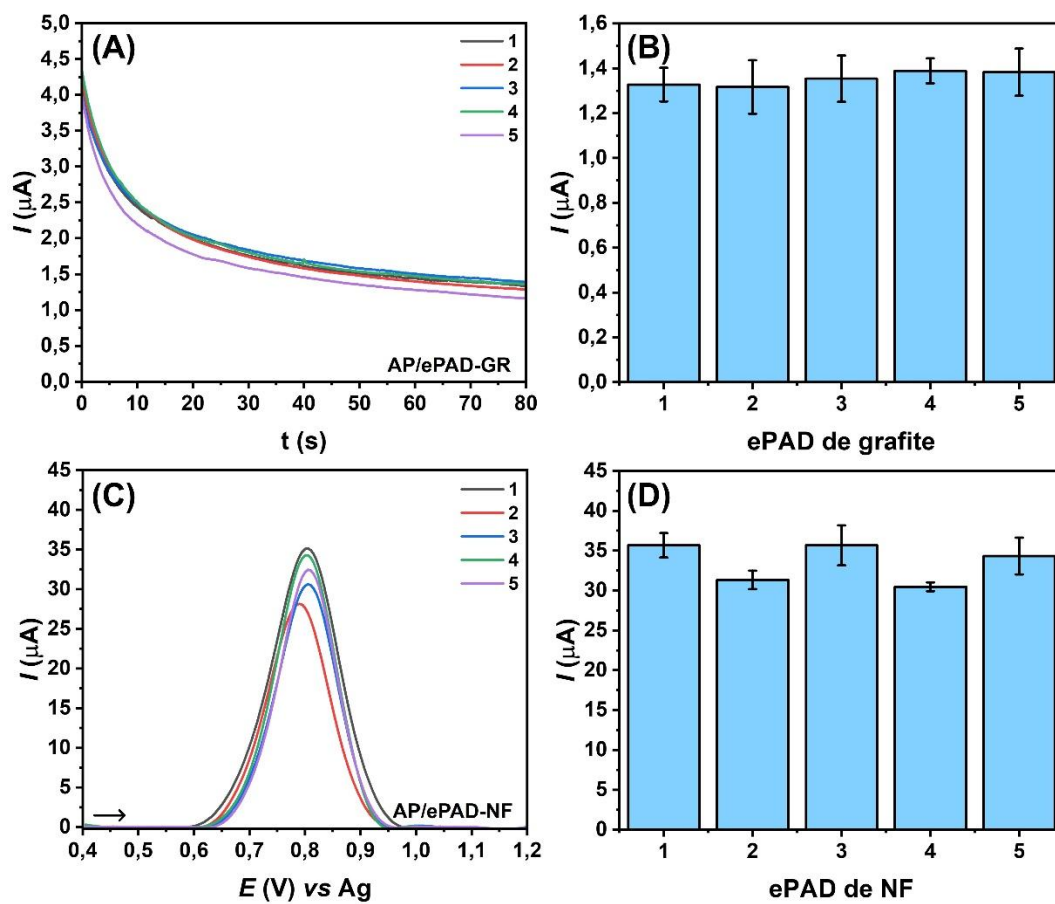 (A)
1
2
3
4
5
5,0
4,5
4,0
3,5
3,0
2,5
2,0
1,5
1,0
0,5
0,0
I (μA)
AP/ePAD-GR
0 10 20 30 40 50 60 70 80
t (s)
(B)
1,6
1,4
1,2
1,0
0,8
0,6
0,4
0,2
0,0
I (μA)
1 2 3 4 5
ePAD de grafite
(C)
1
2
3
4
5
45
40
35
30
25
20
15
10
5
0
I (μA)
AP/ePAD-NF
0,4 0,5 0,6 0,7 0,8 0,9 1,0 1,1 1,2
E (V) vs Ag
(D)
45
40
35
30
25
20
15
10
5
0
I (μA)
1 2 3 4 5
ePAD de NF